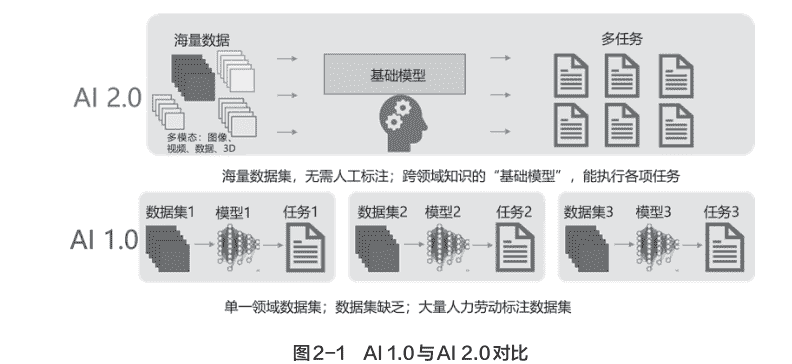 海量数据
多任务
基础模型
AI 2.0
多模态：图像、
视频、数据、3D
海量数据集，无需人工标注；跨领域知识的“基础模型”，能执行各项任务
数据集1 模型1 任务1 数据集2 模型2 任务2 数据集3 模型3 任务3
AI 1.0
单一领域数据集；数据集缺乏；大量人力劳动标注数据集
图2-1 AI 1.0与AI 2.0对比